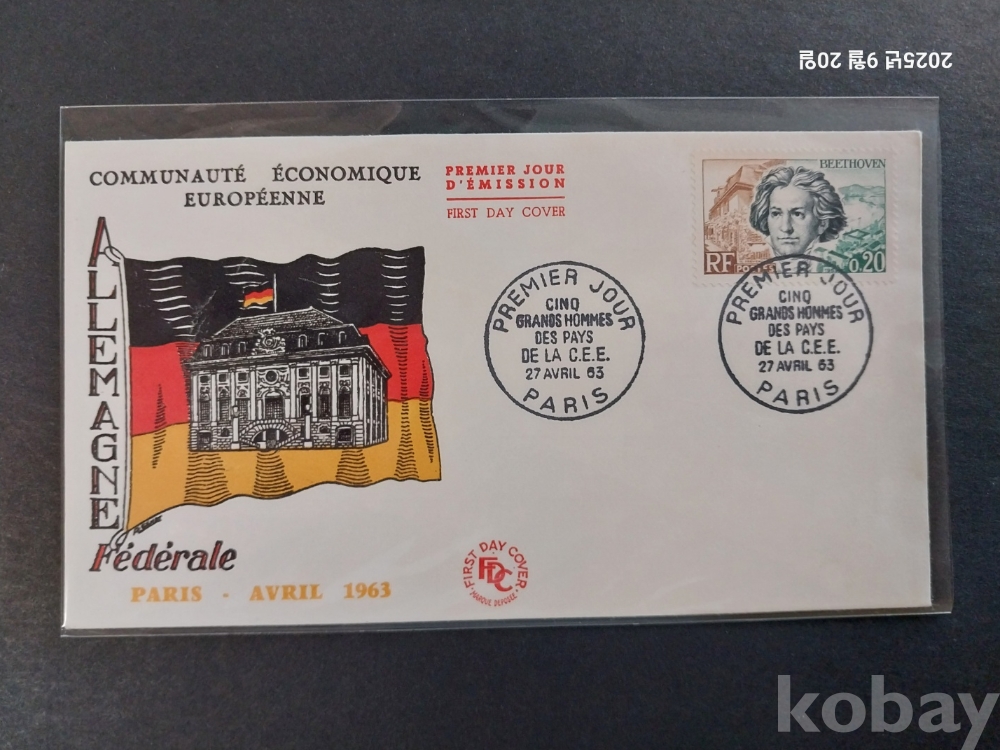 2025년 9월 20일
COMMUNAUTÉ ÉCONOMIQUE
EUROPÉENNE
PREMIER JOUR
D'ÉMISSION
FIRST DAY COVER
BEETHOVEN
RF POSTES 0,20
ALLEMAGNE
Fédérale
PARIS - AVRIL 1963
PREMIER JOUR
CINQ
GRANDS HOMMES
DES PAYS
DE LA C.E.E.
27 AVRIL 63
PARIS
PREMIER JOUR
CINQ
GRANDS HOMMES
DES PAYS
DE LA C.E.E.
27 AVRIL 63
PARIS
FIRST DAY COVER
FDC
MARQUE DÉPOSÉE
kobay